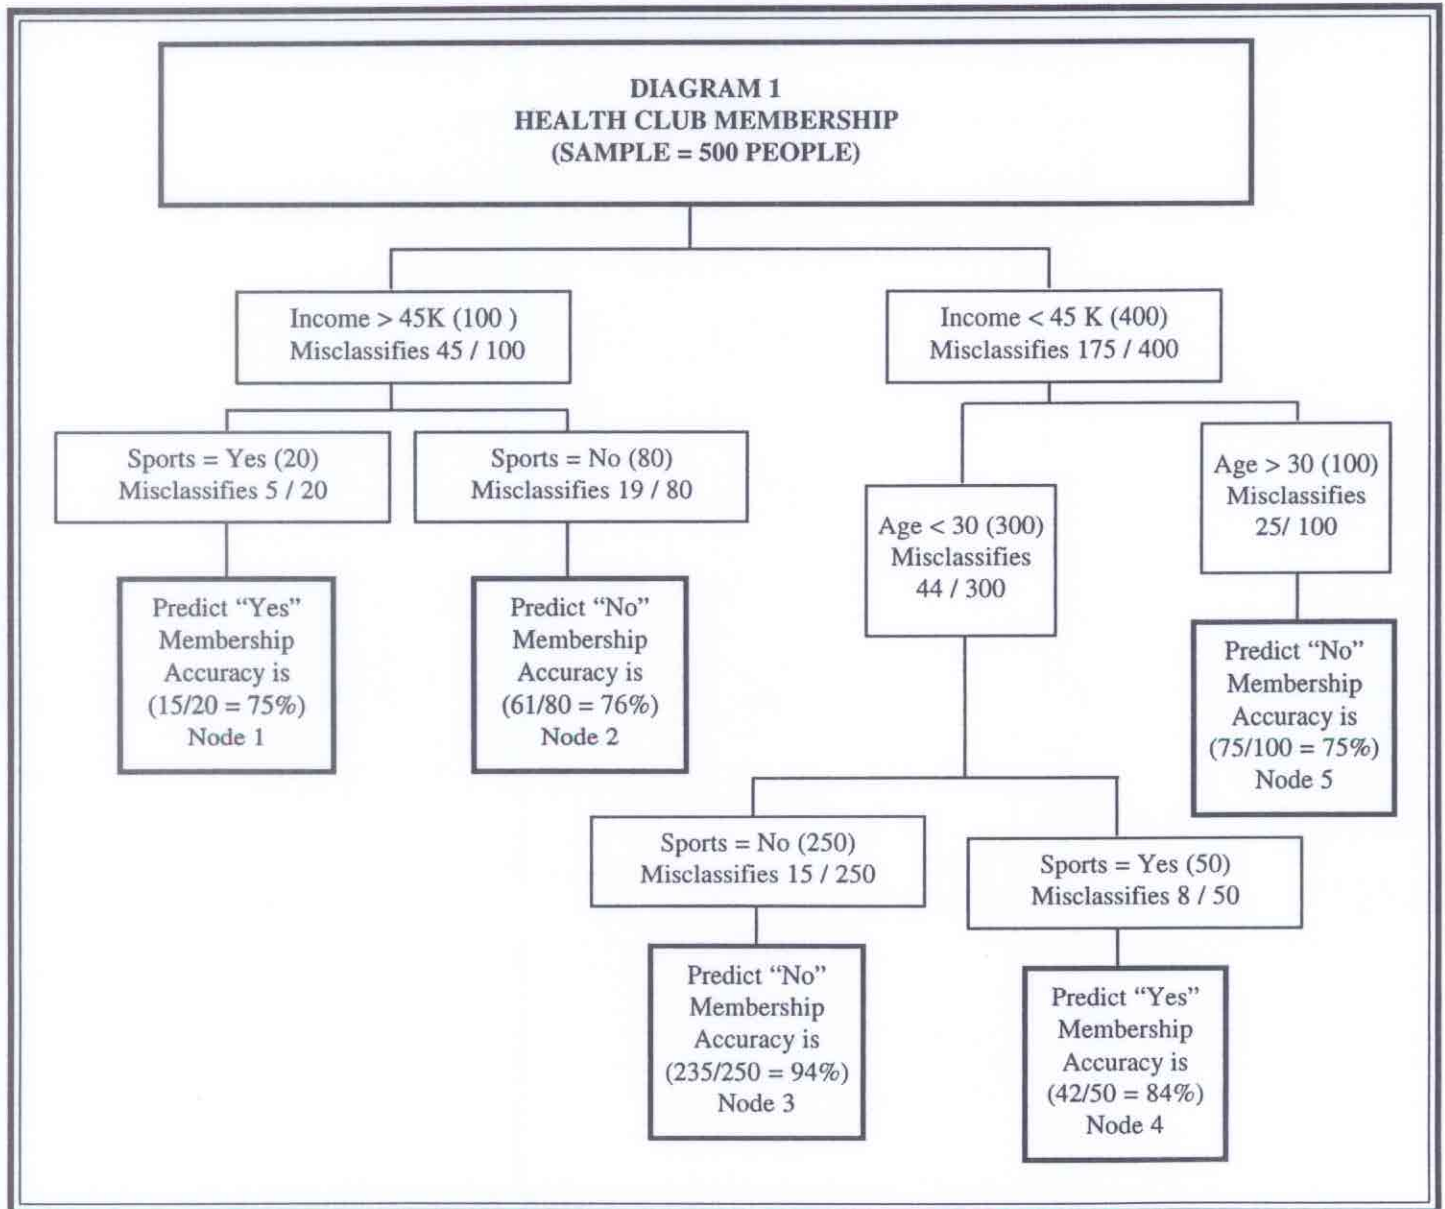 DIAGRAM 1
HEALTH CLUB MEMBERSHIP
(SAMPLE = 500 PEOPLE)
Income > 45K (100 )
Misclassifies 45 / 100
Income < 45 K (400)
Misclassifies 175 / 400
Sports = Yes (20)
Misclassifies 5 / 20
Sports = No (80)
Misclassifies 19 / 80
Age < 30 (300)
Misclassifies
44 / 300
Age > 30 (100)
Misclassifies
25/ 100
Predict “Yes”
Membership
Accuracy is
(15/20 = 75%)
Node 1
Predict “No”
Membership
Accuracy is
(61/80 = 76%)
Node 2
Predict “No”
Membership
Accuracy is
(75/100 = 75%)
Node 5
Sports = No (250)
Misclassifies 15 / 250
Sports = Yes (50)
Misclassifies 8 / 50
Predict “No”
Membership
Accuracy is
(235/250 = 94%)
Node 3
Predict “Yes”
Membership
Accuracy is
(42/50 = 84%)
Node 4